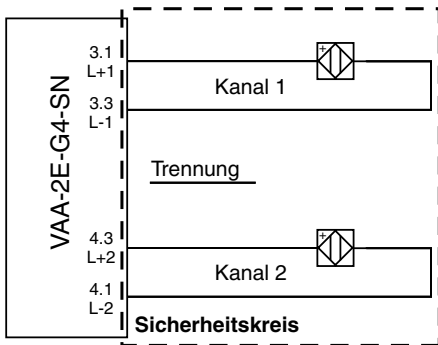 VAA-2E-G4-SN
3.1
L+1
Kanal 1
3.3
L-1
Trennung
4.3
L+2
Kanal 2
4.1
L-2
Sicherheitskreis
+
+